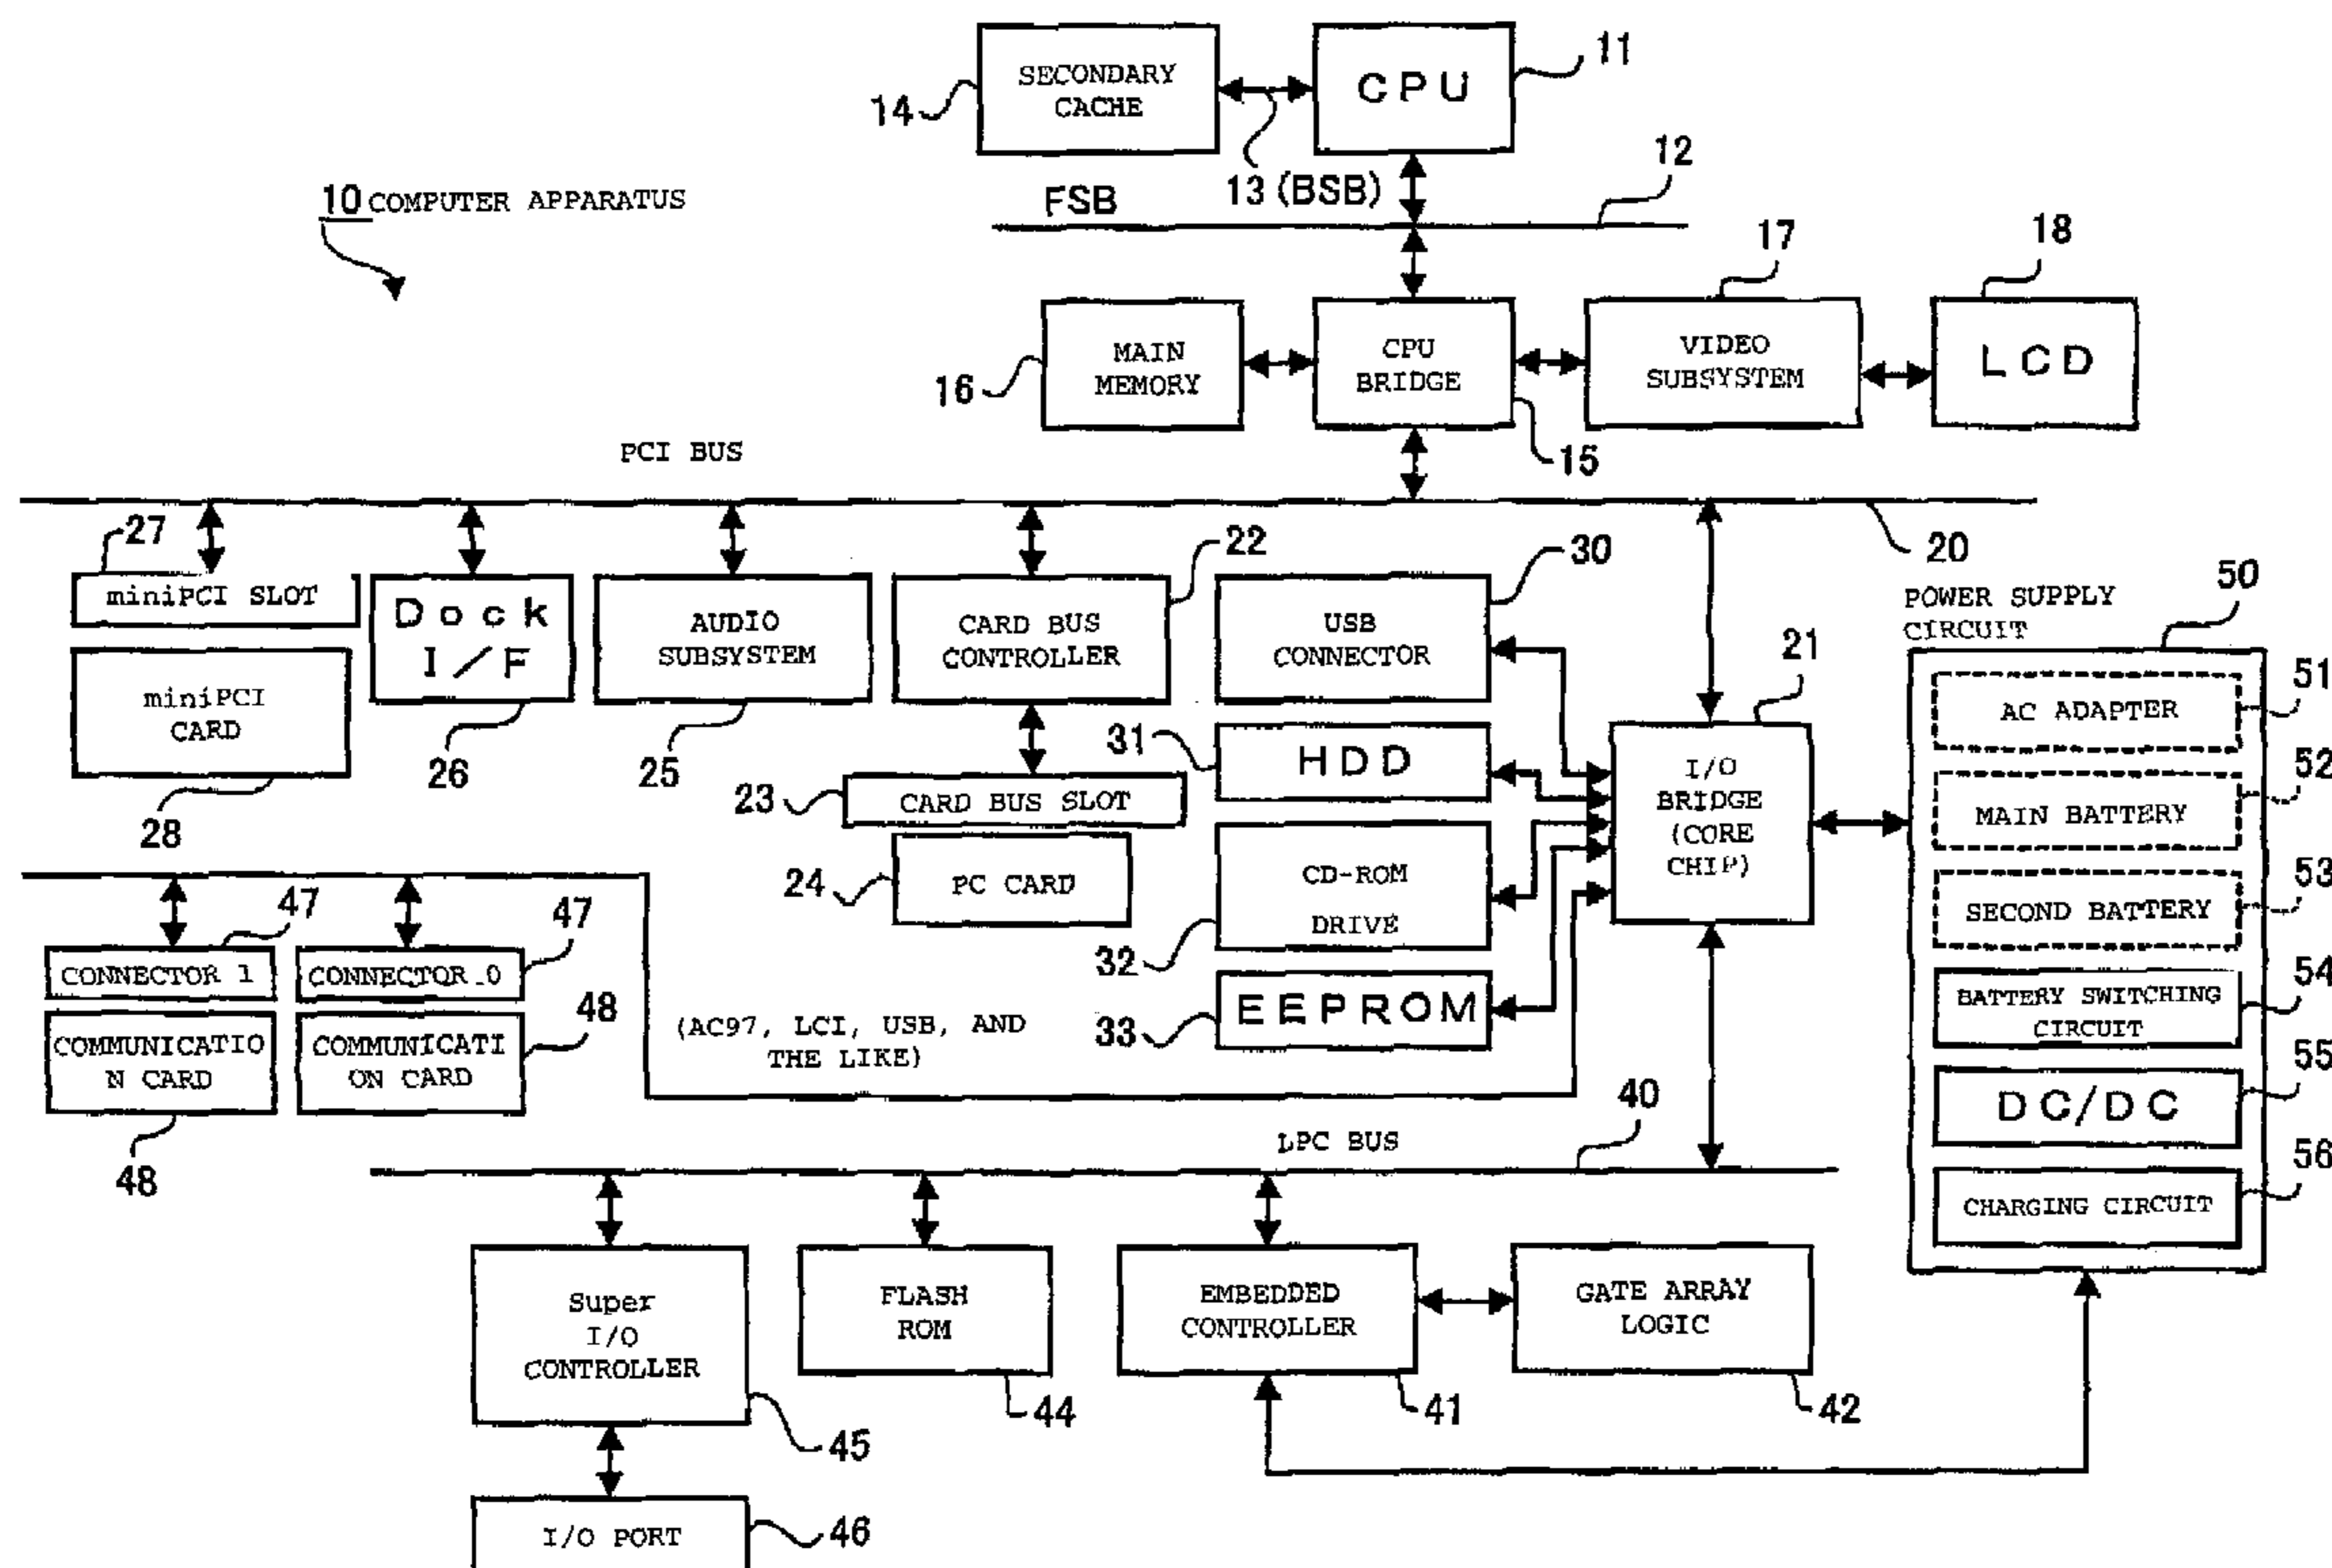 SECONDARY
CACHE
14
CPU
11
13 (BSB)
12
FSB
10 COMPUTER APPARATUS
17
18
MAIN
MEMORY
16
CPU
BRIDGE
15
VIDEO
SUBSYSTEM
LCD
PCI BUS
20
27
miniPCI SLOT
miniPCI
CARD
28
Dock
I/F
26
AUDIO
SUBSYSTEM
25
22
CARD BUS
CONTROLLER
23
CARD BUS SLOT
24
PC CARD
30
USB
CONNECTOR
31
HDD
32
CD-ROM
DRIVE
33
EEPROM
21
I/O
BRIDGE
(CORE
CHIP)
POWER SUPPLY
CIRCUIT
50
AC ADAPTER
51
MAIN BATTERY
52
SECOND BATTERY
53
BATTERY SWITCHING
CIRCUIT
54
DC/DC
55
CHARGING CIRCUIT
56
47
CONNECTOR 1
47
CONNECTOR 0
COMMUNICATIO
N CARD
48
COMMUNICATI
ON CARD
48
(AC97, LCI, USB, AND
THE LIKE)
LPC BUS
40
Super
I/O
CONTROLLER
45
FLASH
ROM
44
EMBEDDED
CONTROLLER
41
GATE ARRAY
LOGIC
42
I/O PORT
46